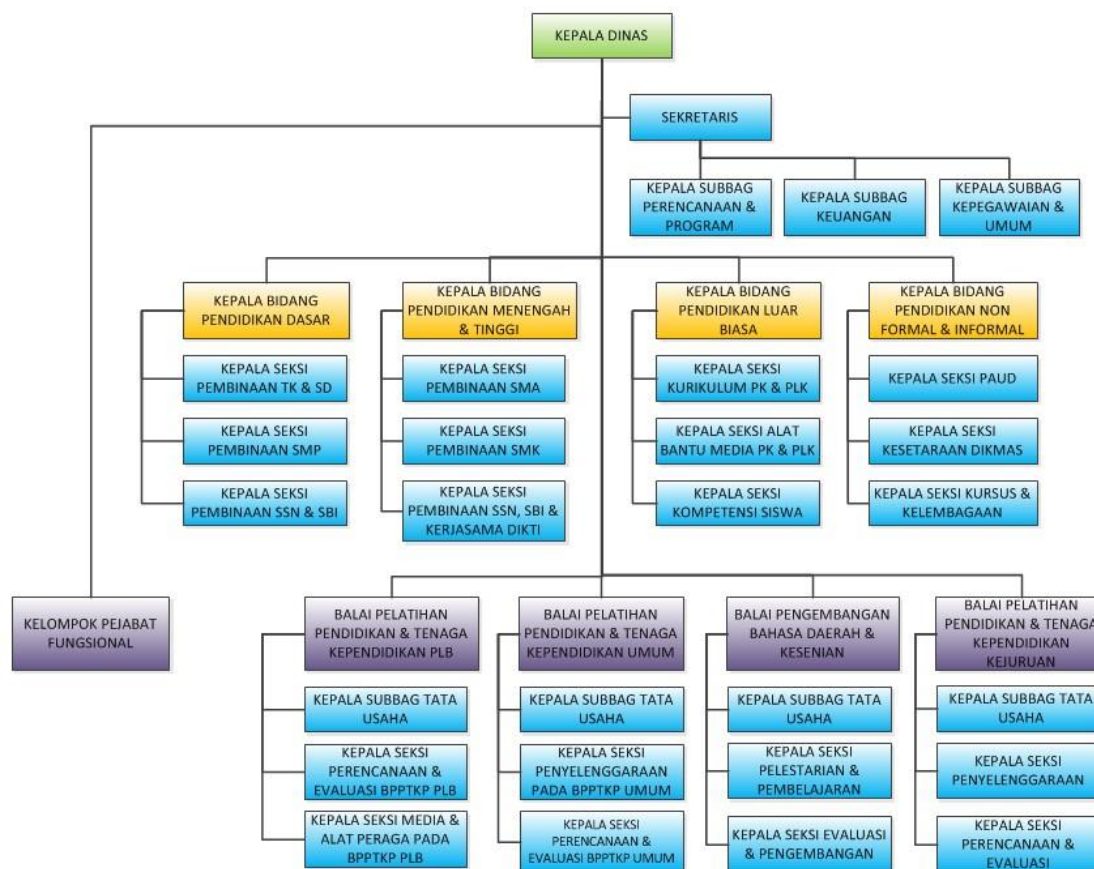 KEPALA DINAS
SEKRETARIS
KEPALA SUBBAG
PERENCANAAN &
PROGRAM
KEPALA SUBBAG
KEUANGAN
KEPALA SUBBAG
KEPEGAWAIAN &
UMUM
KEPALA BIDANG
PENDIDIKAN DASAR
KEPALA SEKSI
PEMBINAAN TK & SD
KEPALA SEKSI
PEMBINAAN SMP
KEPALA SEKSI
PEMBINAAN SSN & SBI
KEPALA BIDANG
PENDIDIKAN MENENGAH
& TINGGI
KEPALA SEKSI
PEMBINAAN SMA
KEPALA SEKSI
PEMBINAAN SMK
KEPALA SEKSI
PEMBINAAN SSN, SBI &
KERJASAMA DIKTI
KEPALA BIDANG
PENDIDIKAN LUAR
BIASA
KEPALA SEKSI
KURIKULUM PK & PLK
KEPALA SEKSI ALAT
BANTU MEDIA PK & PLK
KEPALA SEKSI
KOMPETENSI SISWA
KEPALA BIDANG
PENDIDIKAN NON
FORMAL & INFORMAL
KEPALA SEKSI PAUD
KEPALA SEKSI
KESETARAAN DIKMAS
KEPALA SEKSI KURSUS &
KELEMBAGAAN
KELOMPOK PEJABAT
FUNGSIONAL
BALAI PELATIHAN
PENDIDIKAN & TENAGA
KEPENDIDIKAN PLB
KEPALA SUBBAG TATA
USAHA
KEPALA SEKSI
PERENCANAAN &
EVALUASI BPPTKP PLB
KEPALA SEKSI MEDIA &
ALAT PERAGA PADA
BPPTKP PLB
BALAI PELATIHAN
PENDIDIKAN & TENAGA
KEPENDIDIKAN UMUM
KEPALA SUBBAG TATA
USAHA
KEPALA SEKSI
PENYELENGGARAAN
PADA BPPTKP UMUM
KEPALA SEKSI
PERENCANAAN &
EVALUASI BPPTKP UMUM
BALAI PENGEMBANGAN
BAHASA DAERAH &
KESENIAN
KEPALA SUBBAG TATA
USAHA
KEPALA SEKSI
PELESTARIAN &
PEMBELAJARAN
KEPALA SEKSI EVALUASI
& PENGEMBANGAN
BALAI PELATIHAN
PENDIDIKAN & TENAGA
KEPENDIDIKAN
KEJURUAN
KEPALA SUBBAG TATA
USAHA
KEPALA SEKSI
PENYELENGGARAAN
KEPALA SEKSI
PERENCANAAN &
EVALUASI